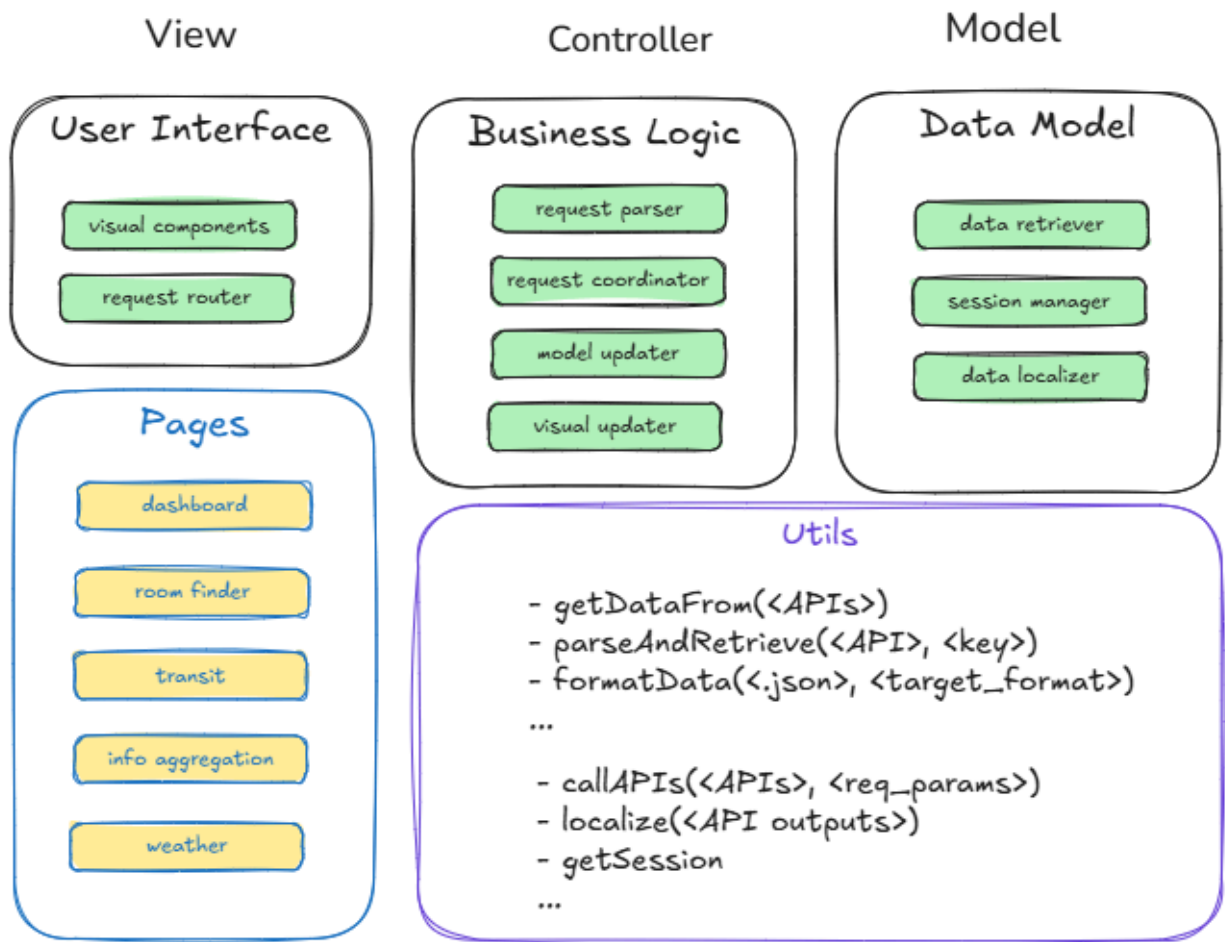 View
Controller
Model
User Interface
visual components
request router
Business Logic
request parser
request coordinator
model updater
visual updater
Data Model
data retriever
session manager
data localizer
Pages
dashboard
room finder
transit
info aggregation
weather
Utils
- getDataFrom(<APIs>)
- parseAndRetrieve(<API>, <key>)
- formatData(<.json>, <target_format>)
...
- callAPIs(<APIs>, <req_params>)
- localize(<API outputs>)
- getSession
...